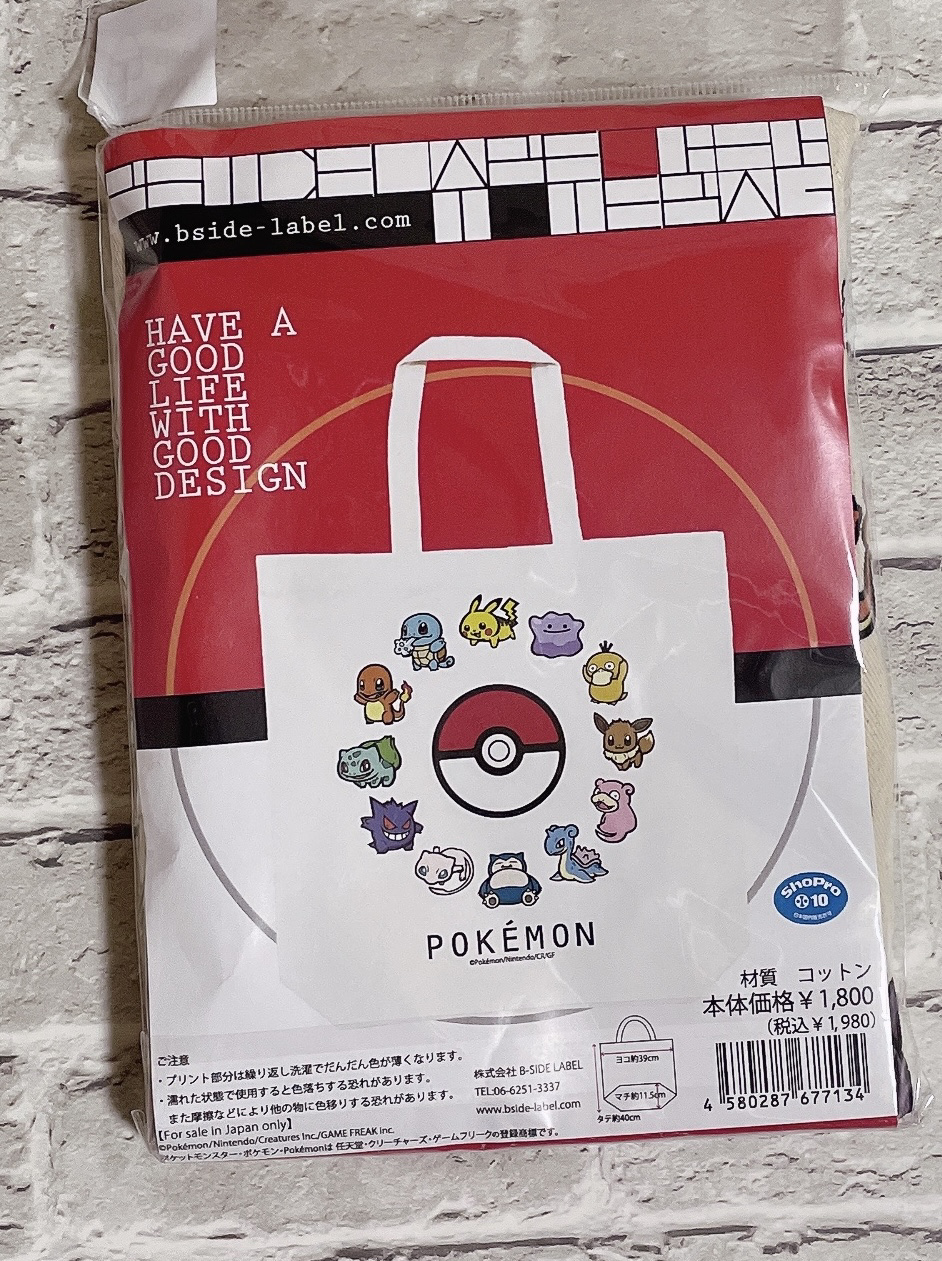 www.bside-label.com
HAVE A
GOOD
LIFE
WITH
GOOD
DESIGN
POKÉMON
©Pokémon/Nintendo/CR/GF
ShoPro
10
日本国内販売許可
材質 コットン
本体価格¥1,800
(税込¥1,980)
ご注意
・プリント部分は繰り返し洗濯でだんだん色が薄くなります。
・濡れた状態で使用すると色落ちする恐れがあります。
また摩擦などにより他の物に色移りする恐れがあります。
【For sale in Japan only】
©Pokémon/Nintendo/Creatures Inc./GAME FREAK inc.
ポケットモンスター・ポケモン・Pokémonは 任天堂・クリーチャーズ・ゲームフリークの登録商標です。
株式会社 B-SIDE LABEL
TEL:06-6251-3337
www.bside-label.com
ヨコ約39cm
マチ約11.5cm
タテ約40cm
4 580287 677134